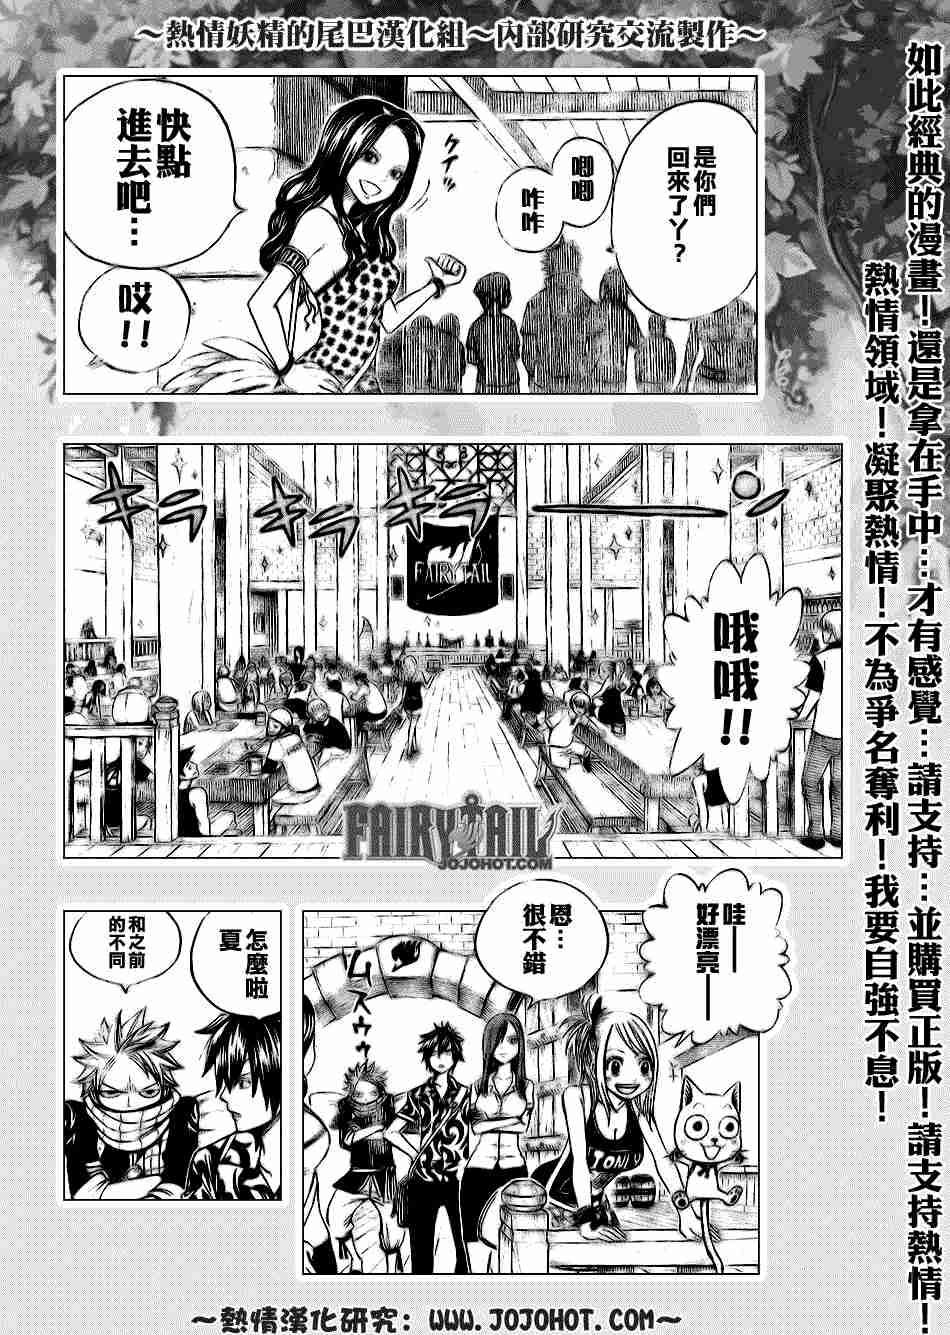 ～熱情妖精的尾巴漢化組～內部研究交流製作～
如此經典的漫畫！還是拿在手中…才有感覺…請支持…並購買正版！請支持熱情！
熱情領域！凝聚熱情！不為爭名奪利！我要自強不息！
是你們
回來了丫？
唧唧
咋咋
クイッ
快點
進去吧…
哎!!
キラ
キラ
キラ
FAIRY TAIL
哦哦!!
FAIRY TAIL
JOJOHOT.COM
哇——
好漂亮——
恩…
很不錯
ムスゥゥ
怎麼啦
夏
和之前
的不同
～熱情漢化研究: WWW.JOJOHOT.COM～